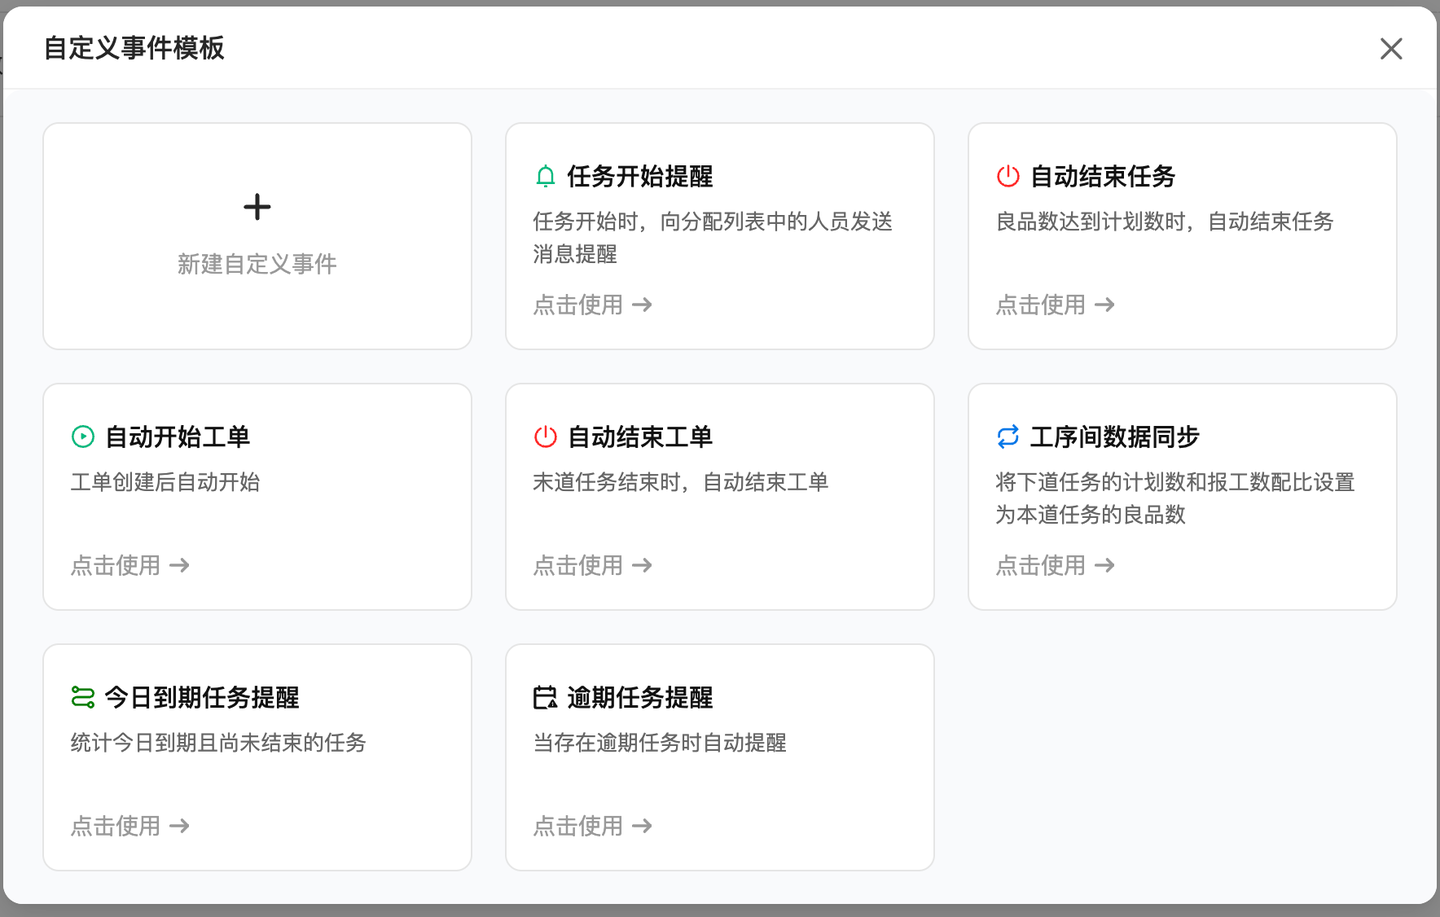 自定义事件模板
新建自定义事件
任务开始提醒
任务开始时，向分配列表中的人员发送
消息提醒
点击使用
自动结束任务
良品数达到计划数时，自动结束任务
点击使用
自动开始工单
工单创建后自动开始
点击使用
自动结束工单
末道任务结束时，自动结束工单
点击使用
工序间数据同步
将下道任务的计划数和报工数配比设置
为本道任务的良品数
点击使用
今日到期任务提醒
统计今日到期且尚未结束的任务
点击使用
逾期任务提醒
当存在逾期任务时自动提醒
点击使用